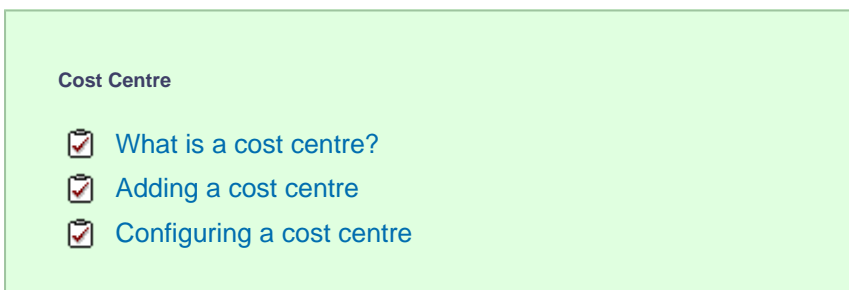 Cost Centre
What is a cost centre?
Adding a cost centre
Configuring a cost centre